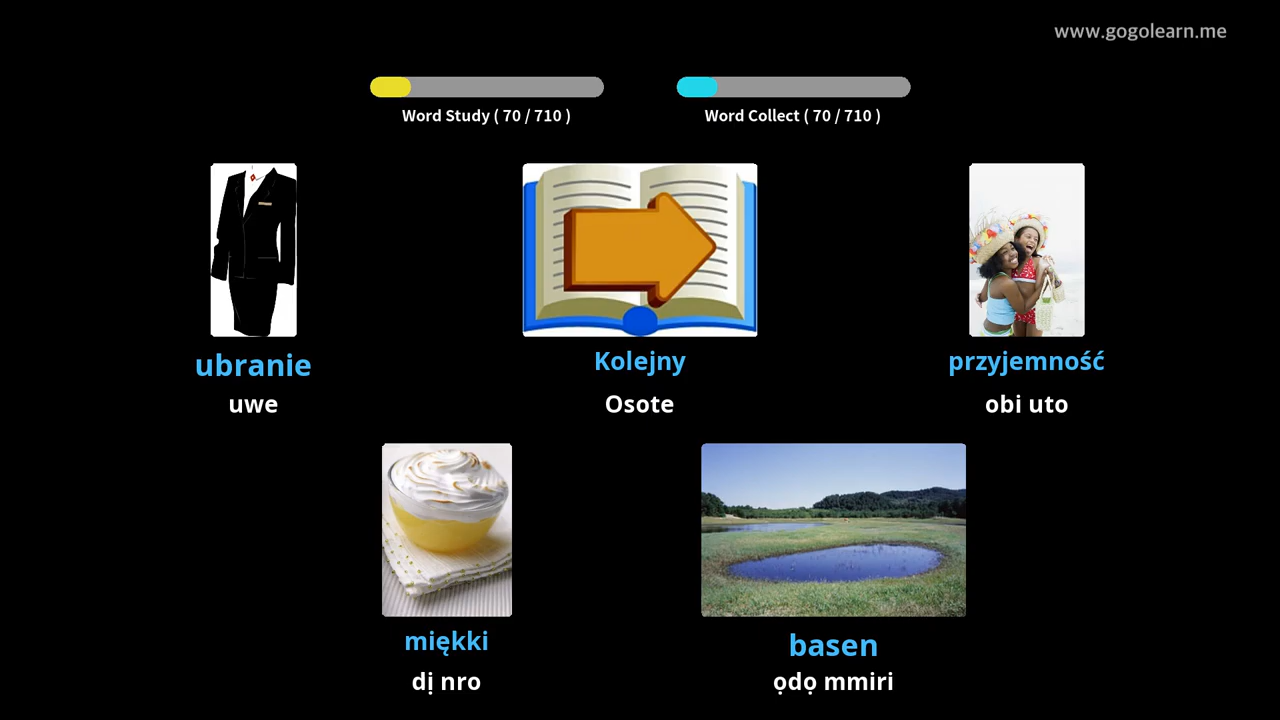 www.gogolearn.me
Word Study ( 70 / 710 )
Word Collect ( 70 / 710 )
ubranie
uwe
Kolejny
Osote
przyjemność
obi uto
miękki
dị nro
basen
ọdọ mmiri